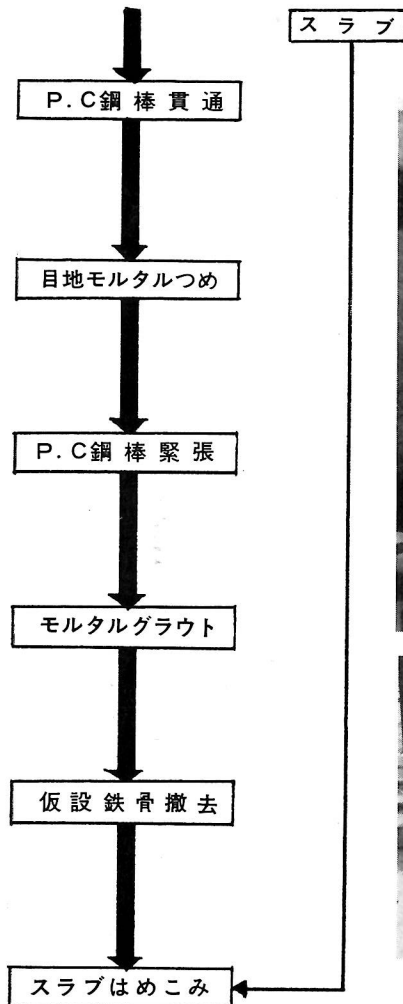 スラブ
P.C鋼棒貫通
目地モルタルつめ
P.C鋼棒緊張
モルタルグラウト
仮設鉄骨撤去
スラブはめこみ